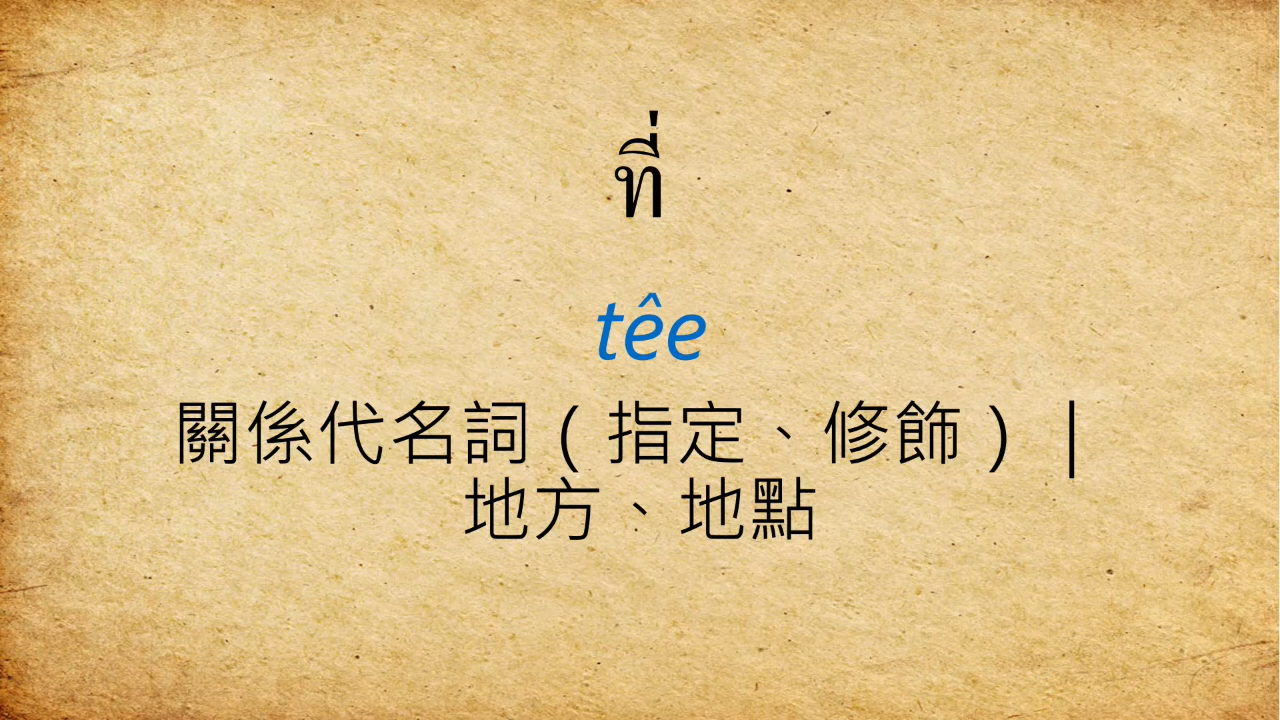 ที่
têe
關係代名詞（指定、修飾）｜
地方、地點